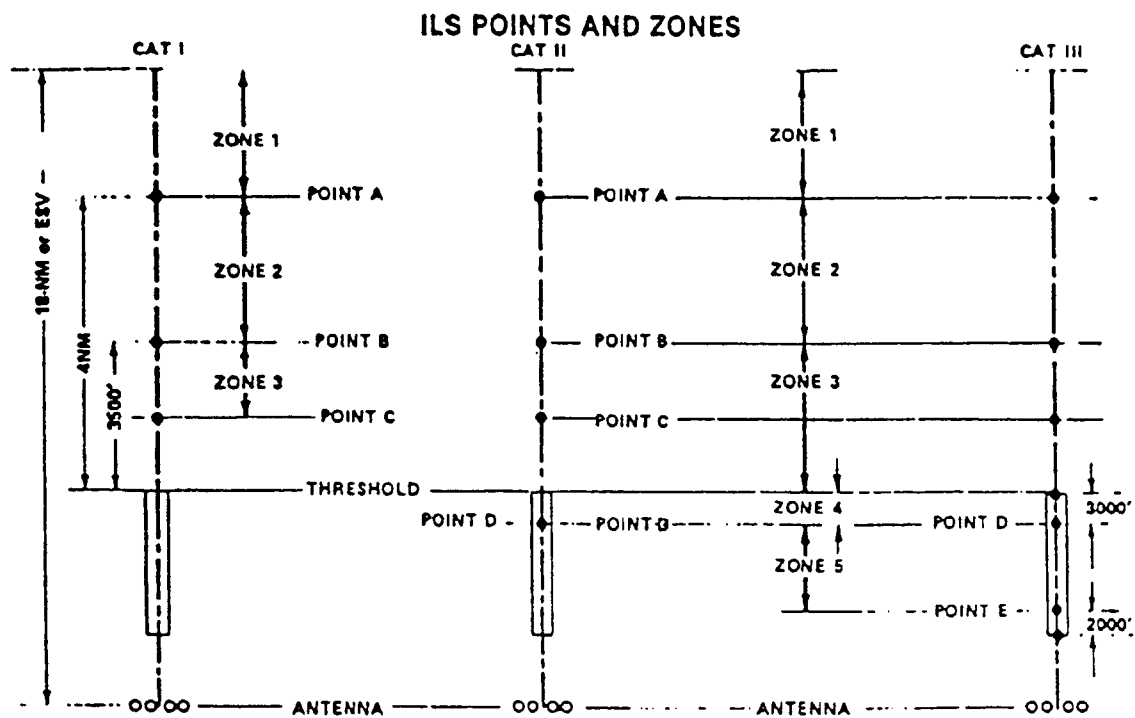 ILS POINTS AND ZONES
CAT I
CAT II
CAT III
ZONE 1
ZONE 1
POINT A
POINT A
18-NM or ESV
ZONE 2
ZONE 2
4NM
POINT B
POINT B
3500'
ZONE 3
ZONE 3
POINT C
POINT C
THRESHOLD
ZONE 4
3000'
POINT D
POINT D
POINT D
ZONE 5
POINT E
2000'
ANTENNA
ANTENNA